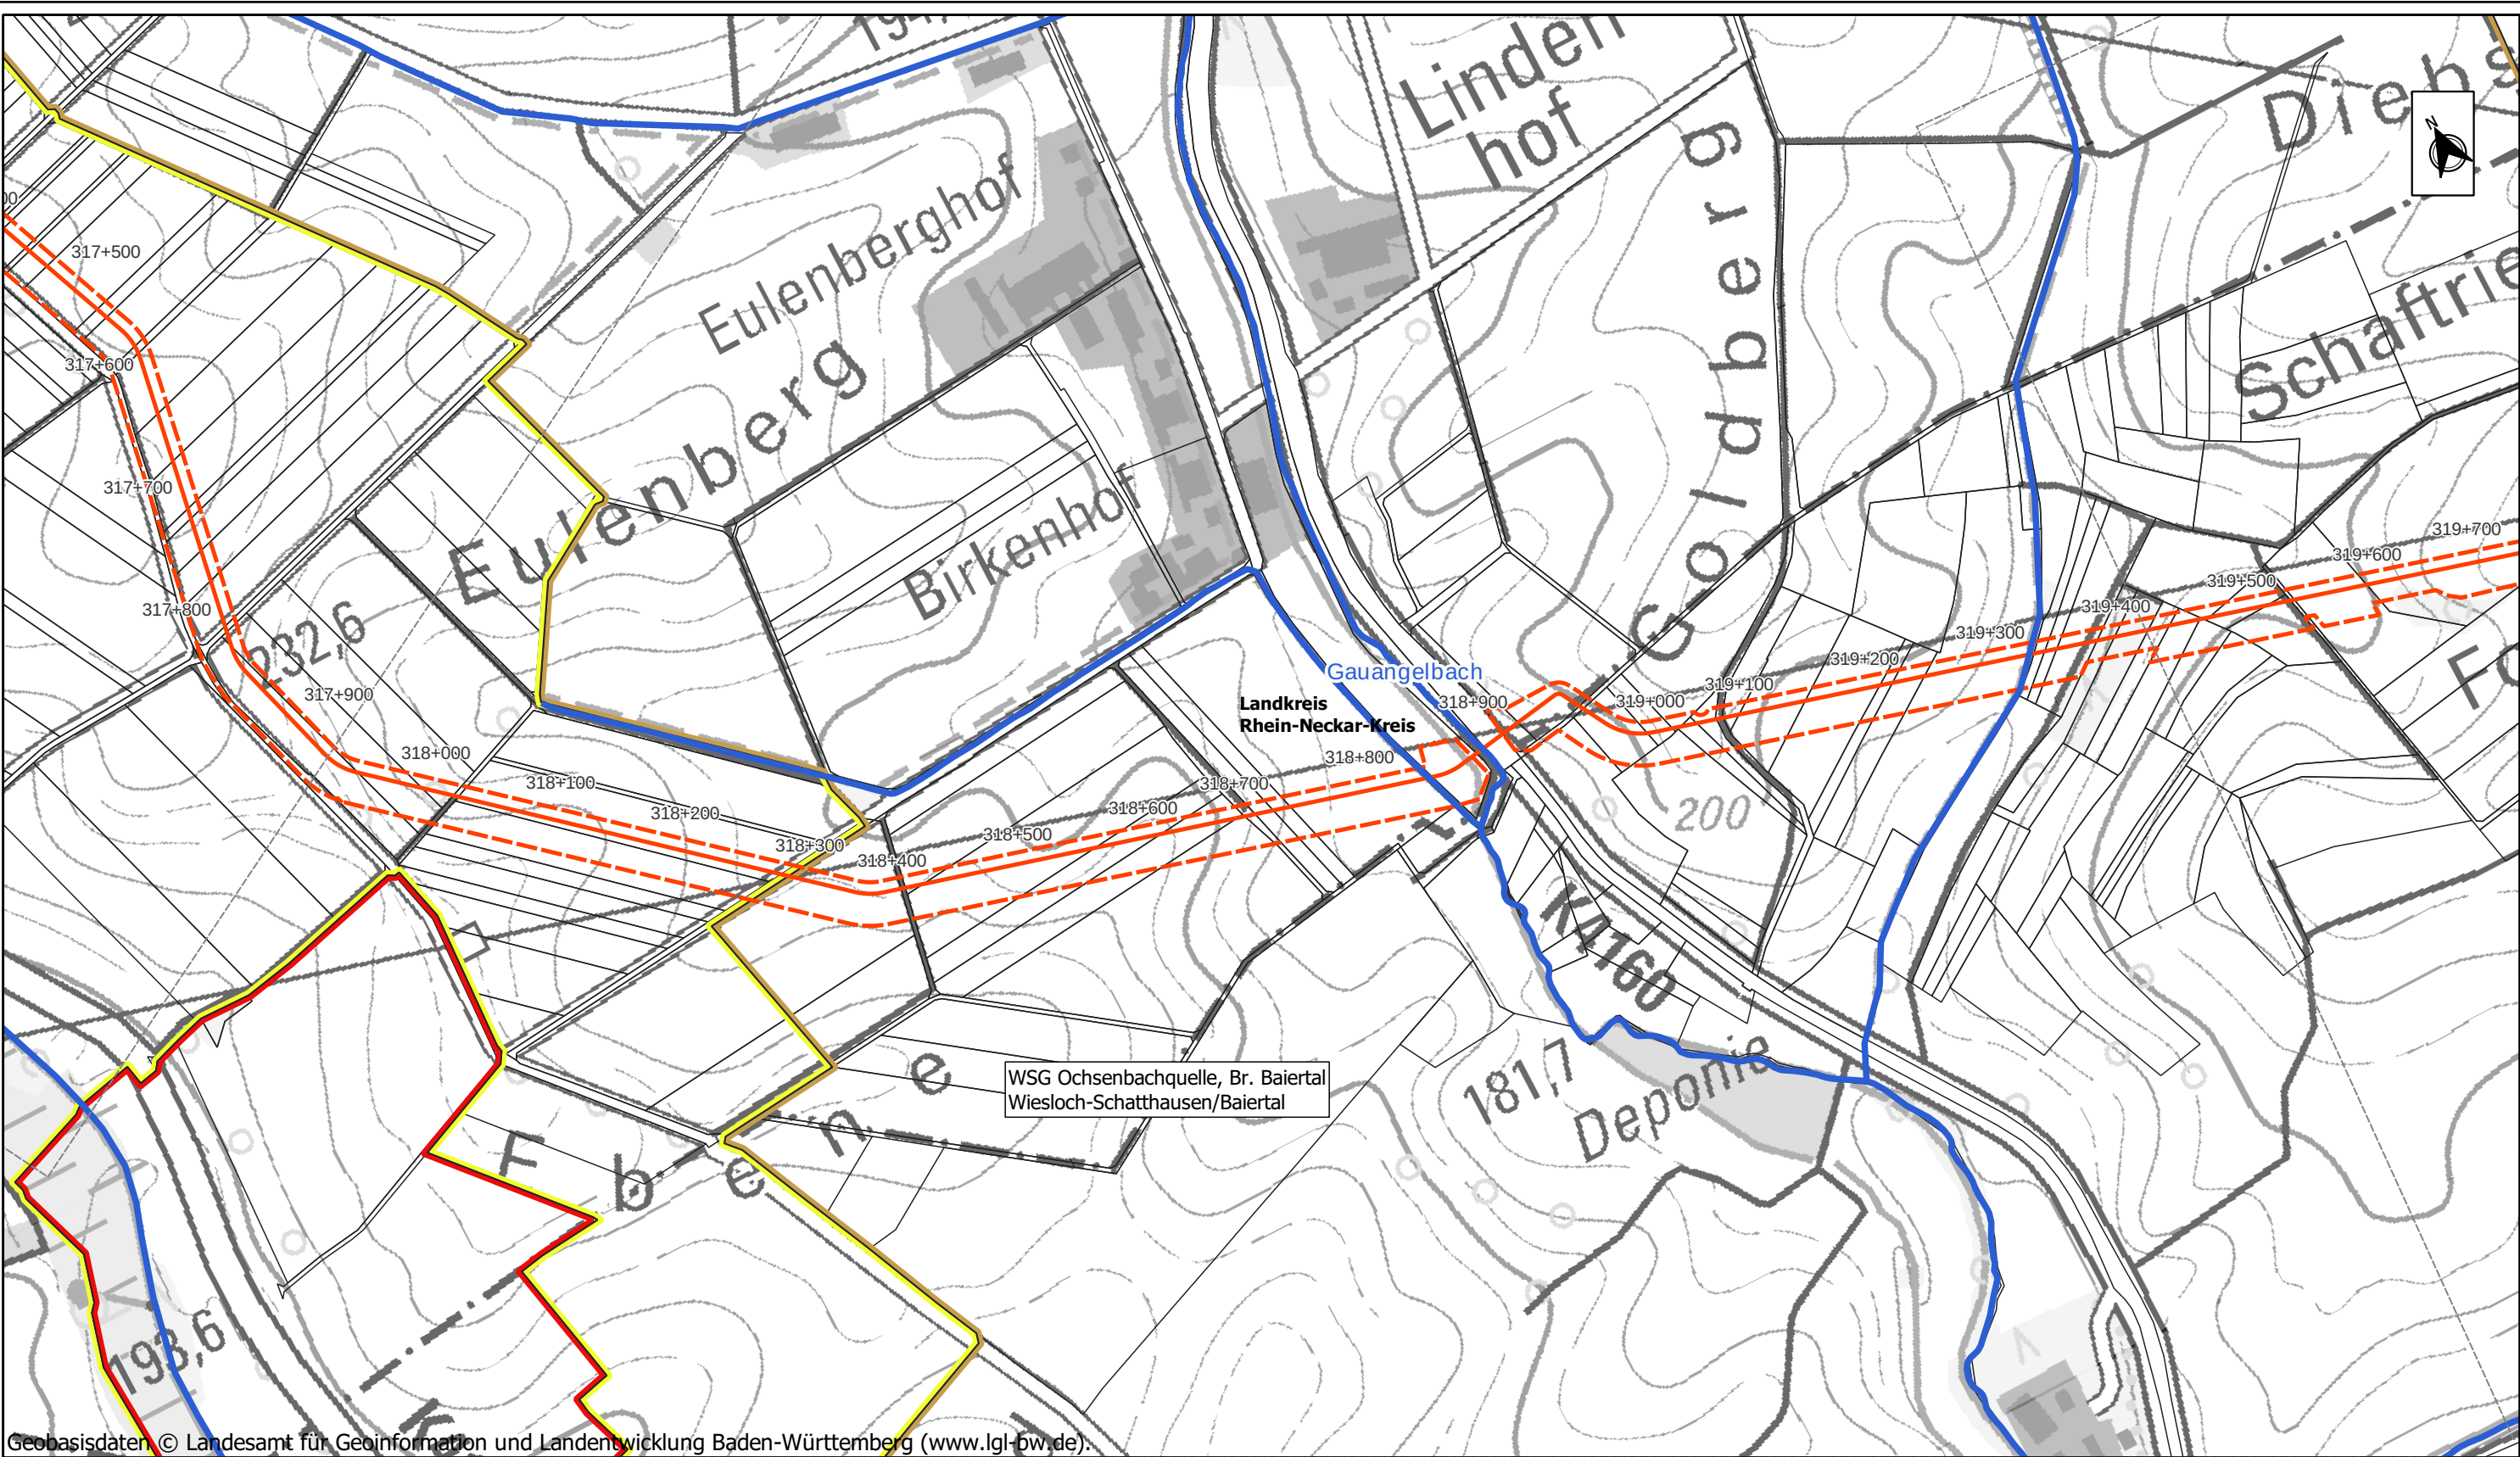 Linden
hof
Diebs
N
Eulenberghof
Goldberg
Schaftrie
317+500
317+600
Eulenberg
317+700
Birkenhof
317+800
232,6
317+900
318+000
318+100
318+200
318+300
318+400
318+500
318+600
318+700
318+800
318+900
319+000
319+100
319+200
319+300
319+400
319+500
319+600
319+700
Gauangelbach
Landkreis
Rhein-Neckar-Kreis
200
K4160
WSG Ochsenbachquelle, Br. Baiertal
Wiesloch-Schatthausen/Baiertal
181,7
Deponie
Ebene
193,6
Geobasisdaten © Landesamt für Geoinformation und Landentwicklung Baden-Württemberg (www.lgl-bw.de).